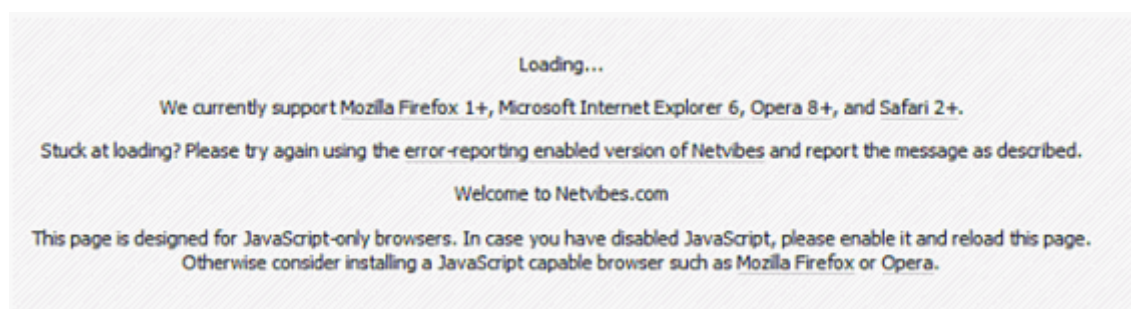 Loading...
We currently support Mozilla Firefox 1+, Microsoft Internet Explorer 6, Opera 8+, and Safari 2+.
Stuck at loading? Please try again using the error-reporting enabled version of Netvibes and report the message as described.
Welcome to Netvibes.com
This page is designed for JavaScript-only browsers. In case you have disabled JavaScript, please enable it and reload this page.
Otherwise consider installing a JavaScript capable browser such as Mozilla Firefox or Opera.